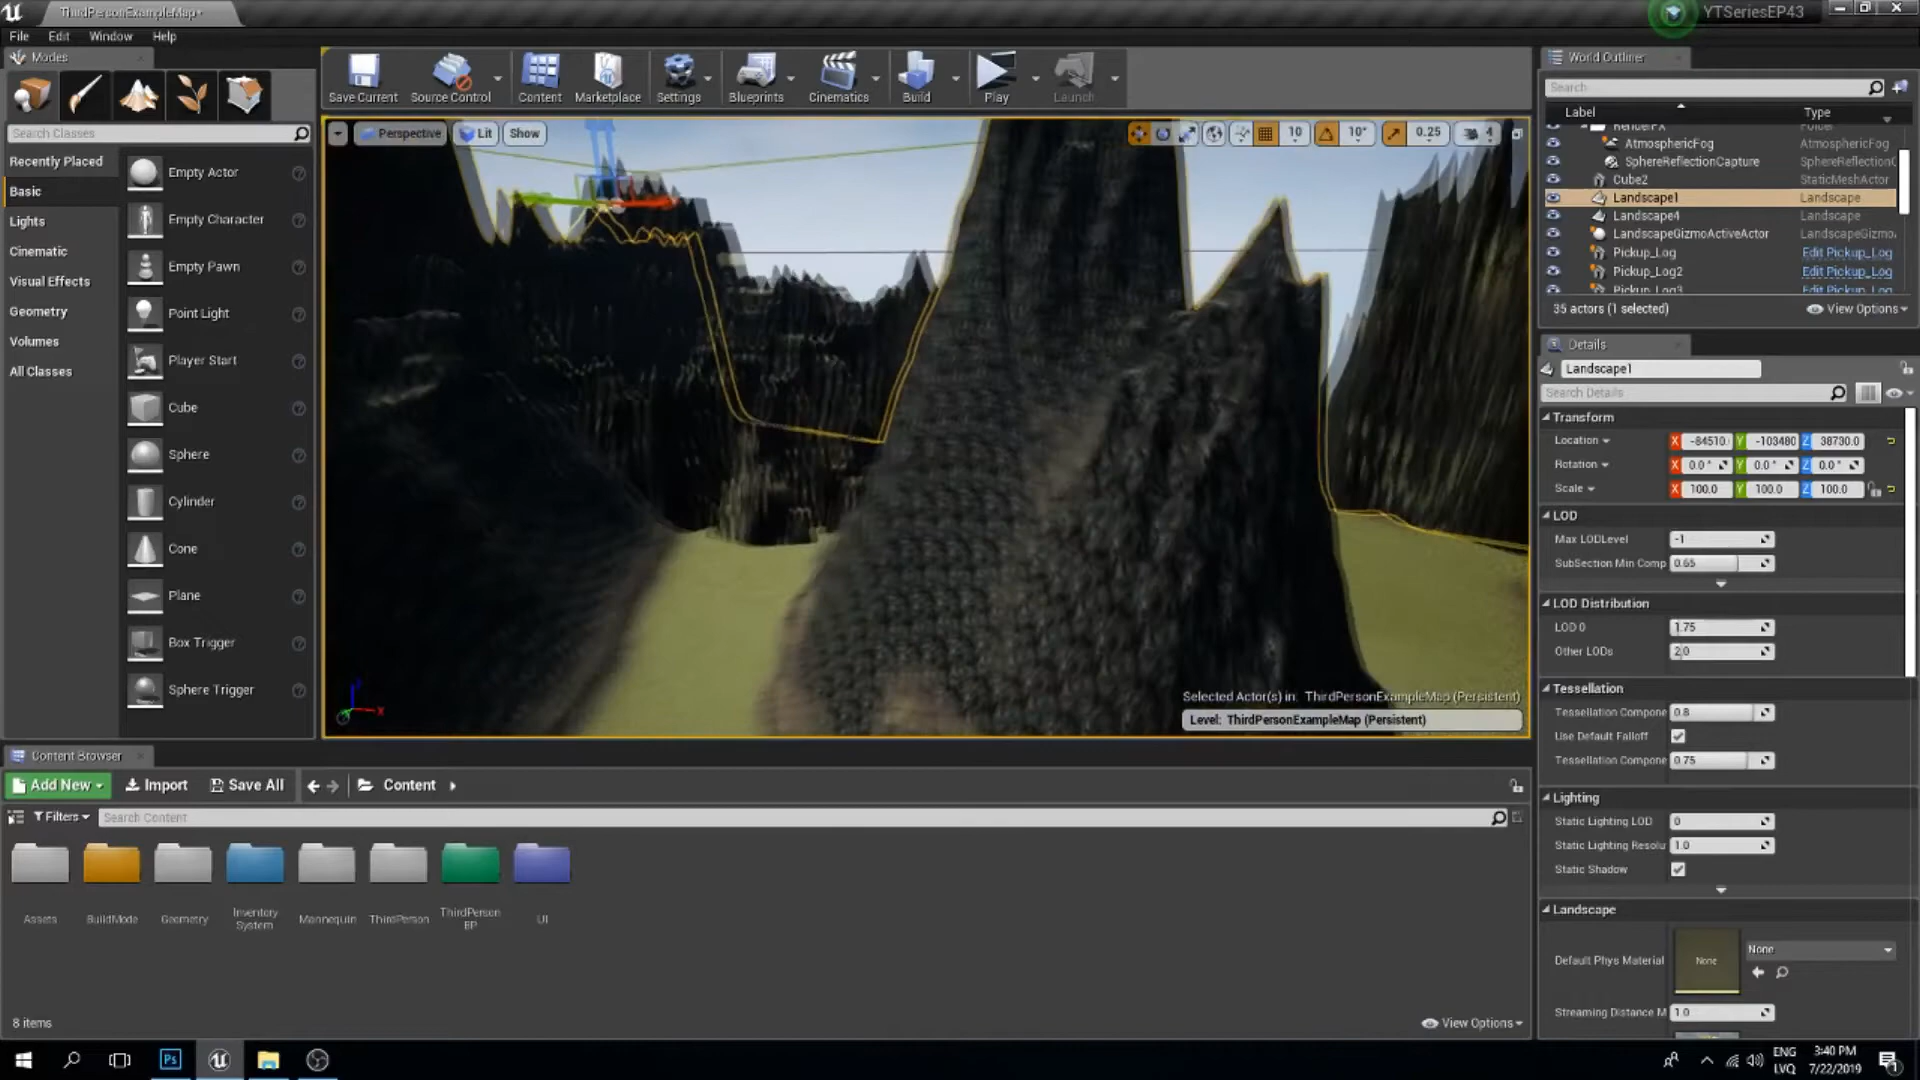 ThirdPersonExampleMap*
YTSeriesEP43
File Edit Window Help
Modes
Search Classes
Recently Placed
Basic
Lights
Cinematic
Visual Effects
Geometry
Volumes
All Classes
Empty Actor
Empty Character
Empty Pawn
Point Light
Player Start
Cube
Sphere
Cylinder
Cone
Plane
Box Trigger
Sphere Trigger
Save Current Source Control Content Marketplace Settings Blueprints Cinematics Build Play Launch
Perspective Lit Show
10 10° 0.25 4
Selected Actor(s) in: ThirdPersonExampleMap (Persistent)
Level: ThirdPersonExampleMap (Persistent)
World Outliner
Search
Label Type
RenderFX Folder
AtmosphericFog AtmosphericFog
SphereReflectionCapture SphereReflectionC
Cube2 StaticMeshActor
Landscape1 Landscape
Landscape4 Landscape
LandscapeGizmoActiveActor LandscapeGizmo
Pickup_Log Edit Pickup_Log
Pickup_Log2 Edit Pickup_Log
Pickup_Log3 Edit Pickup_Log
35 actors (1 selected) View Options
Details
Landscape1
Search Details
Transform
Location X -84510. Y -103480 Z 38730.0
Rotation X 0.0° Y 0.0° Z 0.0°
Scale X 100.0 Y 100.0 Z 100.0
LOD
Max LODLevel -1
SubSection Min Comp 0.65
LOD Distribution
LOD 0 1.75
Other LODs 2.0
Tessellation
Tessellation Compone 0.8
Use Default Falloff
Tessellation Compone 0.75
Lighting
Static Lighting LOD 0
Static Lighting Resolu 1.0
Static Shadow
Landscape
Default Phys Material None None
Streaming Distance M 1.0
Content Browser
Add New Import Save All Content
Filters Search Content
Assets BuildMode Geometry Inventory System Mannequin ThirdPerson ThirdPerson BP UI
8 items View Options
Ps
ENG
LVQ
3:40 PM
7/22/2019
1